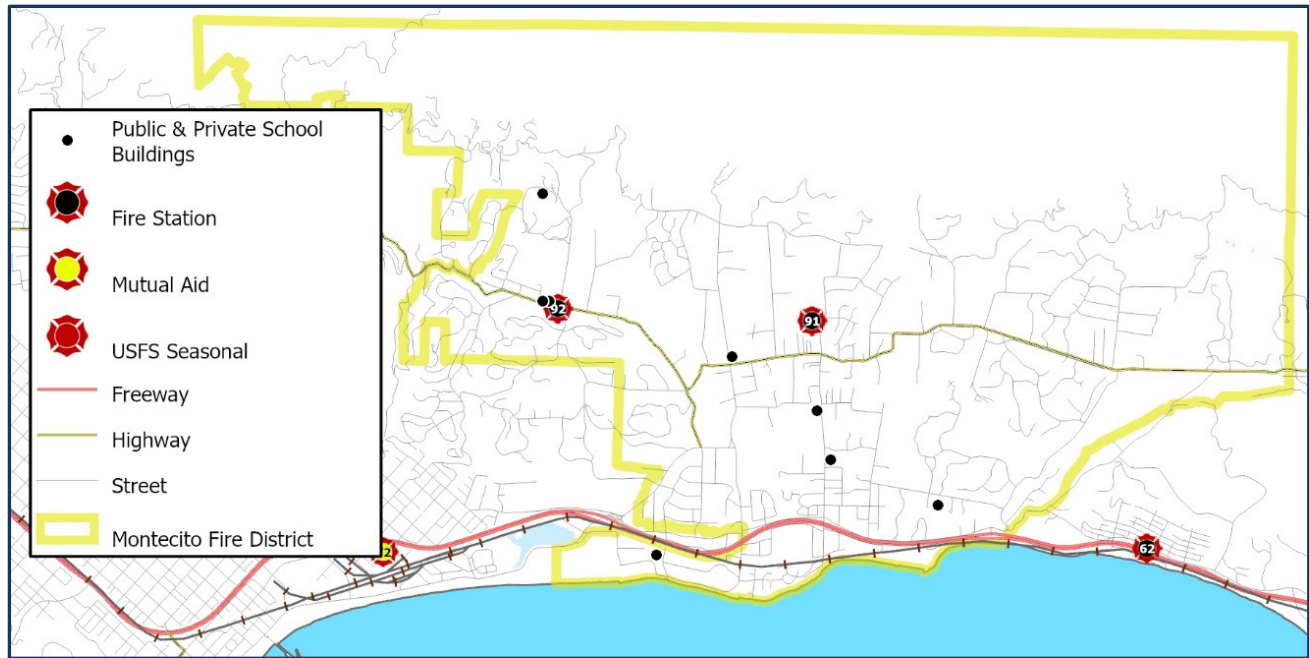 Public & Private School
Buildings
Fire Station
Mutual Aid
USFS Seasonal
Freeway
Highway
Street
Montecito Fire District
92
91
62